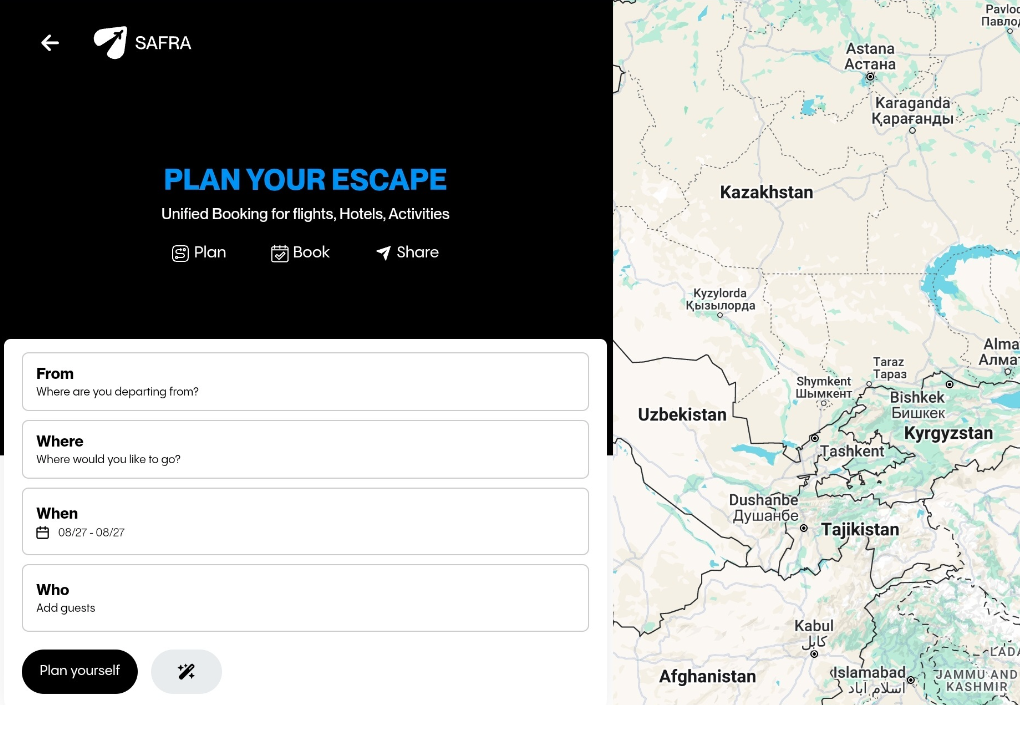 SAFRA
PLAN YOUR ESCAPE
Unified Booking for flights, Hotels, Activities
Plan
Book
Share
From
Where are you departing from?
Where
Where would you like to go?
When
08/27 - 08/27
Who
Add guests
Plan yourself
Pavlod
Павлод
Astana
Астана
Karaganda
Қарағанды
Kazakhstan
Kyzylorda
Қызылорда
Alma
Алмат
Taraz
Тараз
Shymkent
Шымкент
Bishkek
Бишкек
Uzbekistan
Kyrgyzstan
Tashkent
Dushanbe
Душанбе
Tajikistan
Kabul
کابل
LADA
Islamabad
اسلام آباد
JAMMU AND
KASHMIR
Afghanistan